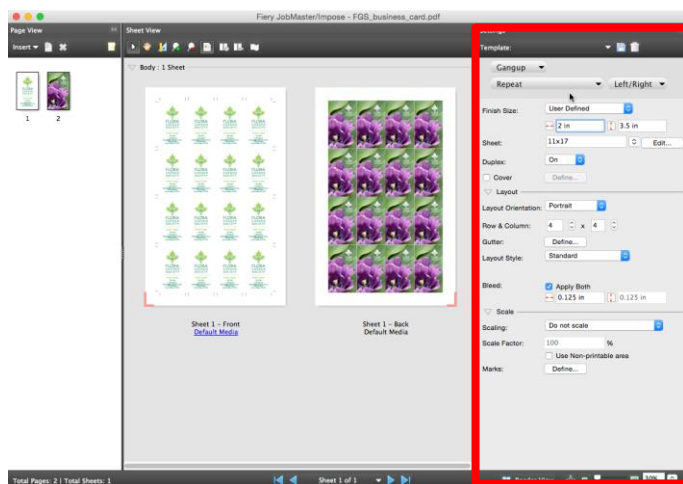 Fiery JobMaster/Impose - FGS_business_card.pdf
Page View
Sheet View
Settings
Insert
Template:
Body : 1 Sheet
1 2
Gangup
Repeat Left/Right
Finish Size: User Defined
2 in 3.5 in
Sheet: 11x17 Edit...
Duplex: On
Cover Define...
Layout
Layout Orientation: Portrait
Row & Column: 4 x 4
Gutter: Define...
Layout Style: Standard
Bleed: Apply Both
0.125 in 0.125 in
Scale
Scaling: Do not scale
Scale Factor: 100 %
Use Non-printable area
Marks: Define...
Sheet 1 - Front
Default Media
Sheet 1 - Back
Default Media
Total Pages: 2 | Total Sheets: 1
Sheet 1 of 1
Reader View
30%